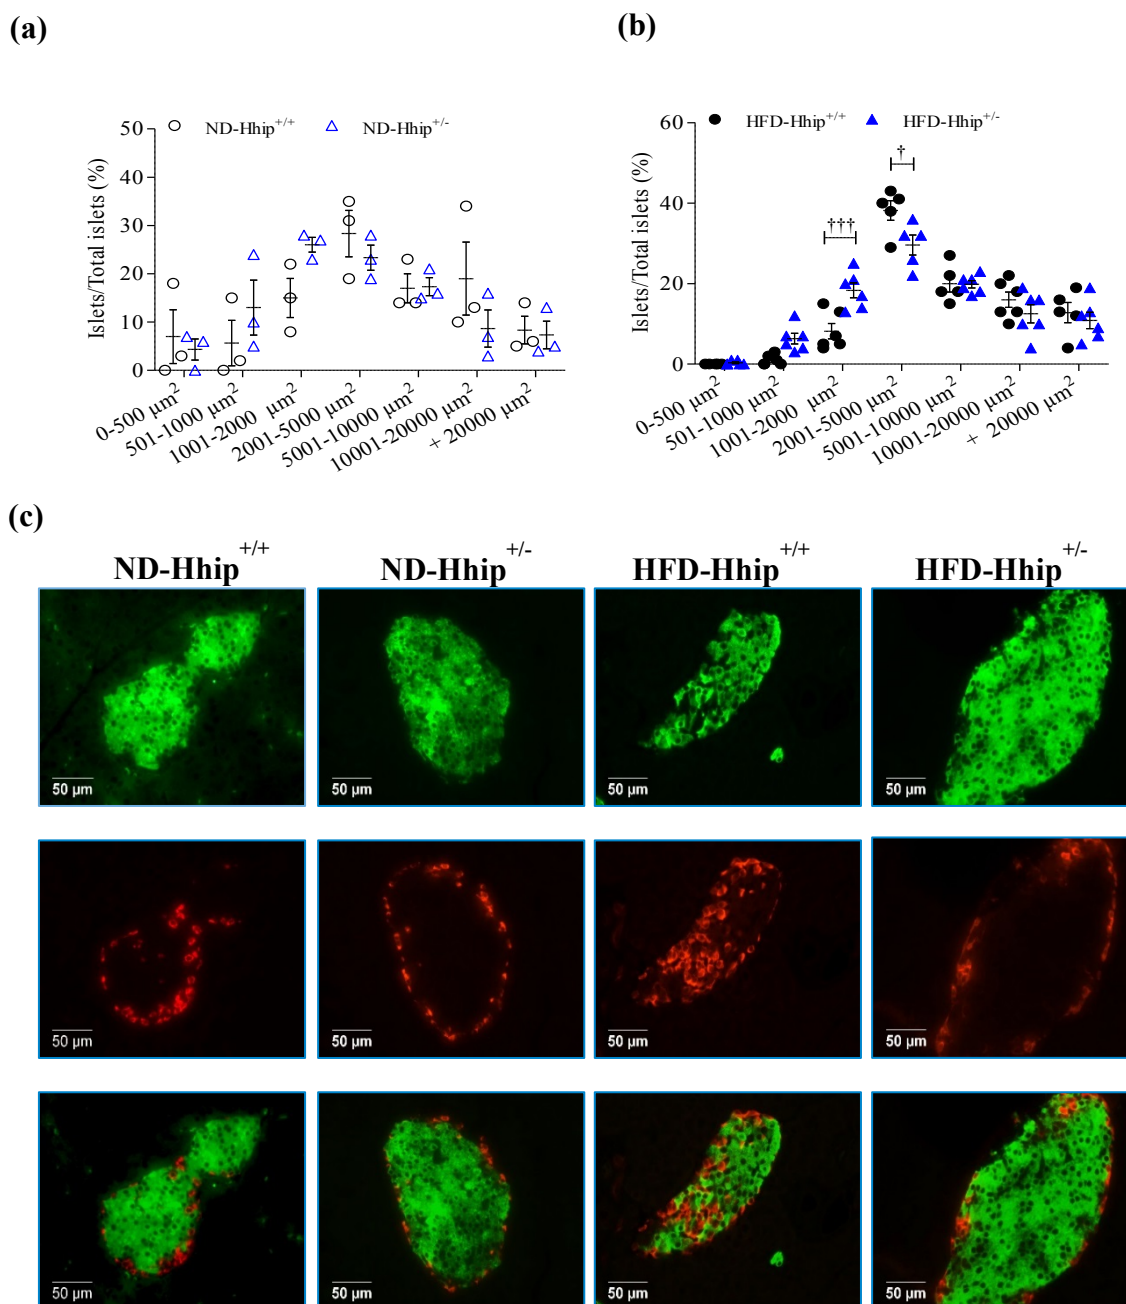 (a)
(b)
ND-Hhip+/+ ND-Hhip+/-
Islets/Total islets (%)
50
40
30
20
10
0
0-500 μm²
501-1000 μm²
1001-2000 μm²
2001-5000 μm²
5001-10000 μm²
10001-20000 μm²
+ 20000 μm²
HFD-Hhip+/+ HFD-Hhip+/-
Islets/Total islets (%)
60
40
20
0
†††
†
0-500 μm²
501-1000 μm²
1001-2000 μm²
2001-5000 μm²
5001-10000 μm²
10001-20000 μm²
+ 20000 μm²
(c)
ND-Hhip+/+ ND-Hhip+/- HFD-Hhip+/+ HFD-Hhip+/-
50 μm 50 μm 50 μm 50 μm
50 μm 50 μm 50 μm 50 μm
50 μm 50 μm 50 μm 50 μm